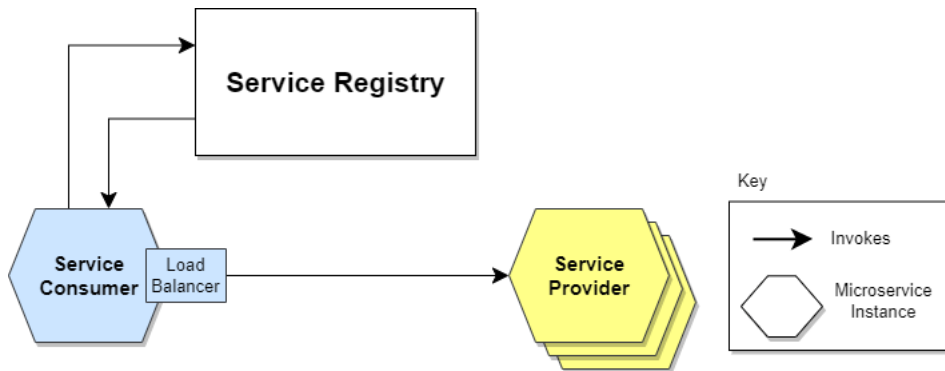 Service Registry
Service
Consumer
Load
Balancer
Service
Provider
Key
Invokes
Microservice
Instance